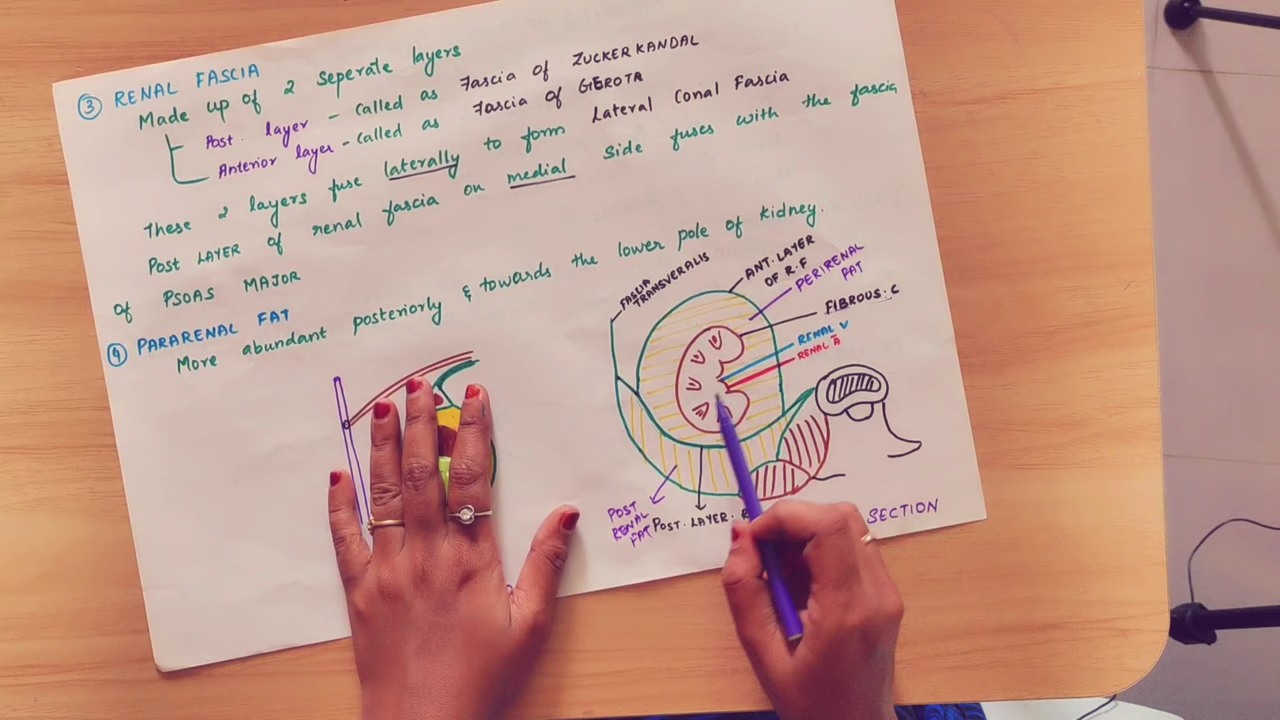 ③ RENAL FASCIA
Made up of 2 seperate layers
Post. layer - called as Fascia of ZUCKERKANDAL
Anterior layer - called as Fascia of GEROTA
These 2 layers fuse laterally to form Lateral Conal Fascia
Post LAYER of renal fascia on medial side fuses with the fascia
of PSOAS MAJOR
④ PARARENAL FAT
More abundant posteriorly & towards the lower pole of kidney.
FASCIA
TRANSVERALIS
ANT. LAYER
OF R.F
PERIRENAL
FAT
FIBROUS. C
RENAL V
RENAL A
POST
RENAL
FAT
POST. LAYER.
SECTION